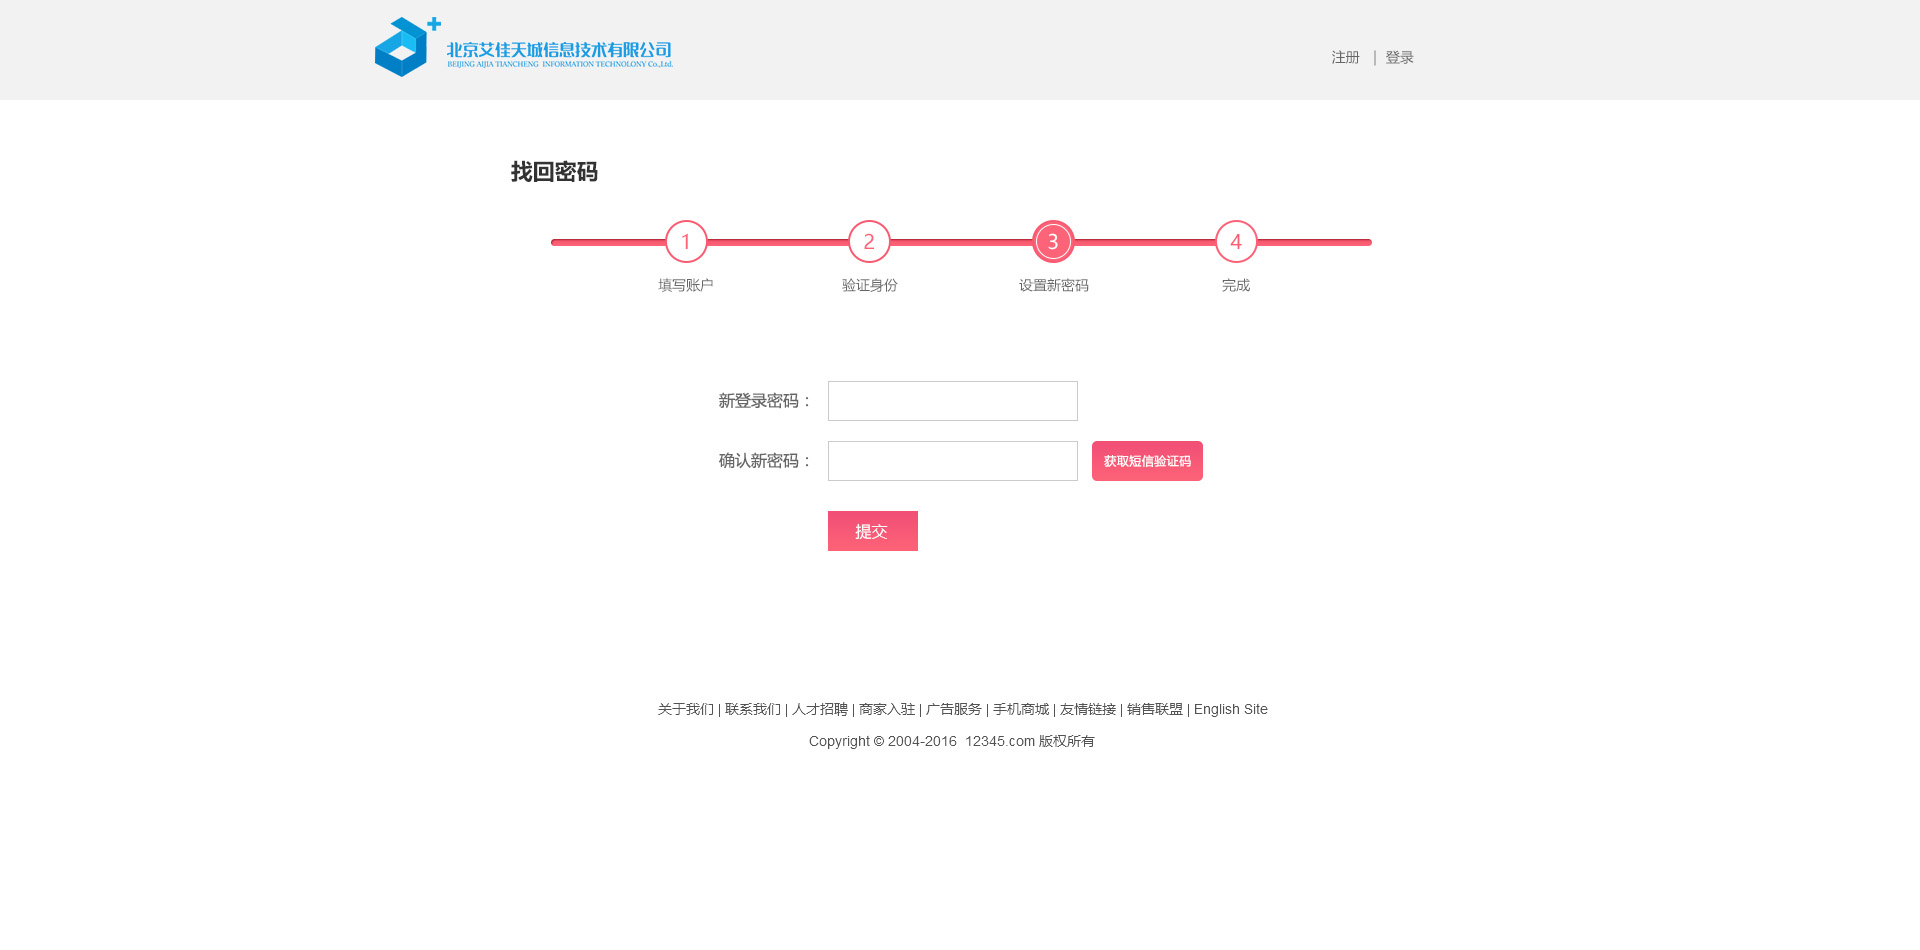 北京艾佳天诚信息技术有限公司
BEIJING AIJIA TIANCHENG INFORMATION TECHNOLONY Co.,Ltd.
注册 | 登录
找回密码
1 2 3 4
填写账户 验证身份 设置新密码 完成
新登录密码：
确认新密码： 获取短信验证码
提交
关于我们 | 联系我们 | 人才招聘 | 商家入驻 | 广告服务 | 手机商城 | 友情链接 | 销售联盟 | English Site
Copyright © 2004-2016 12345.com 版权所有